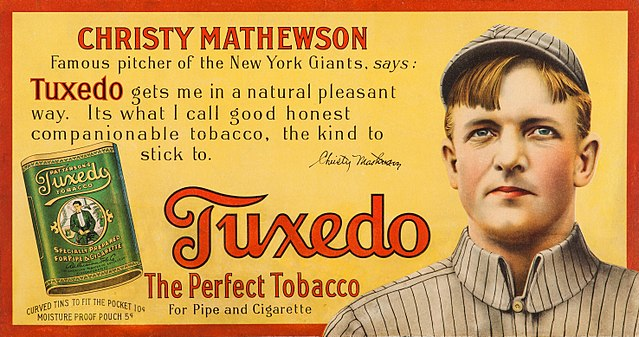 CHRISTY MATHEWSON
Famous pitcher of the New York Giants, says:
Tuxedo gets me in a natural pleasant
way. Its what I call good honest
companionable tobacco, the kind to
stick to.
Christy Mathewson
PATTERSON'S
Tuxedo
TOBACCO
SPECIALLY PREPARED
FOR PIPE & CIGARETTE
Tuxedo
The Perfect Tobacco
For Pipe and Cigarette
CURVED TINS TO FIT THE POCKET 10¢
MOISTURE PROOF POUCH 5¢